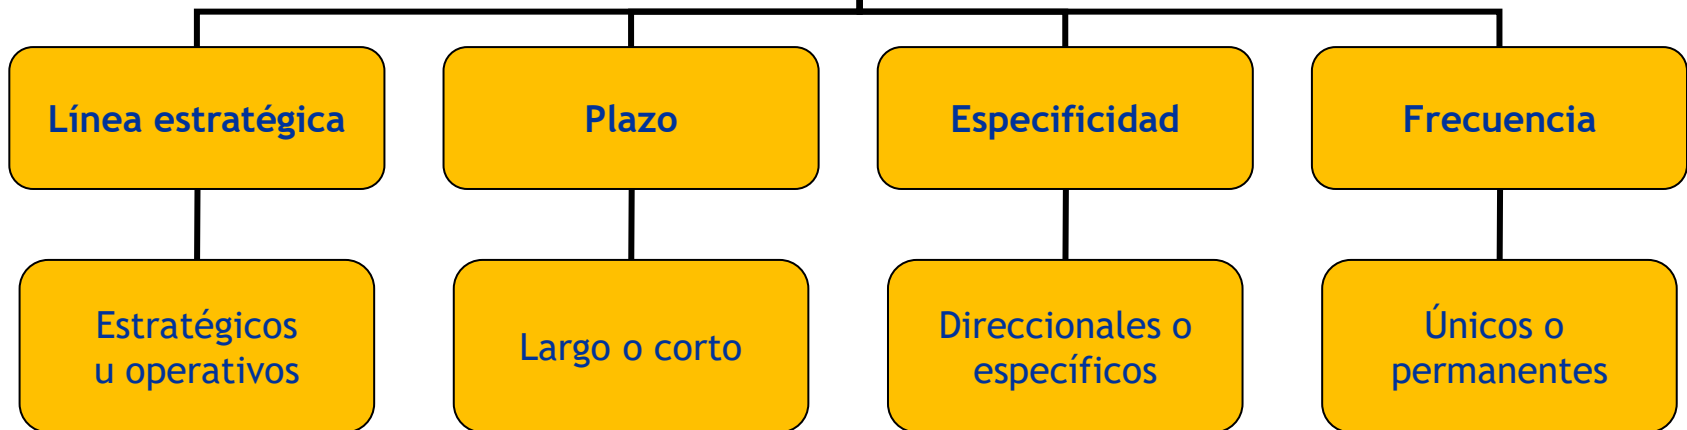 Línea estratégica
Plazo
Especificidad
Frecuencia
Estratégicos
u operativos
Largo o corto
Direccionales o
específicos
Únicos o
permanentes